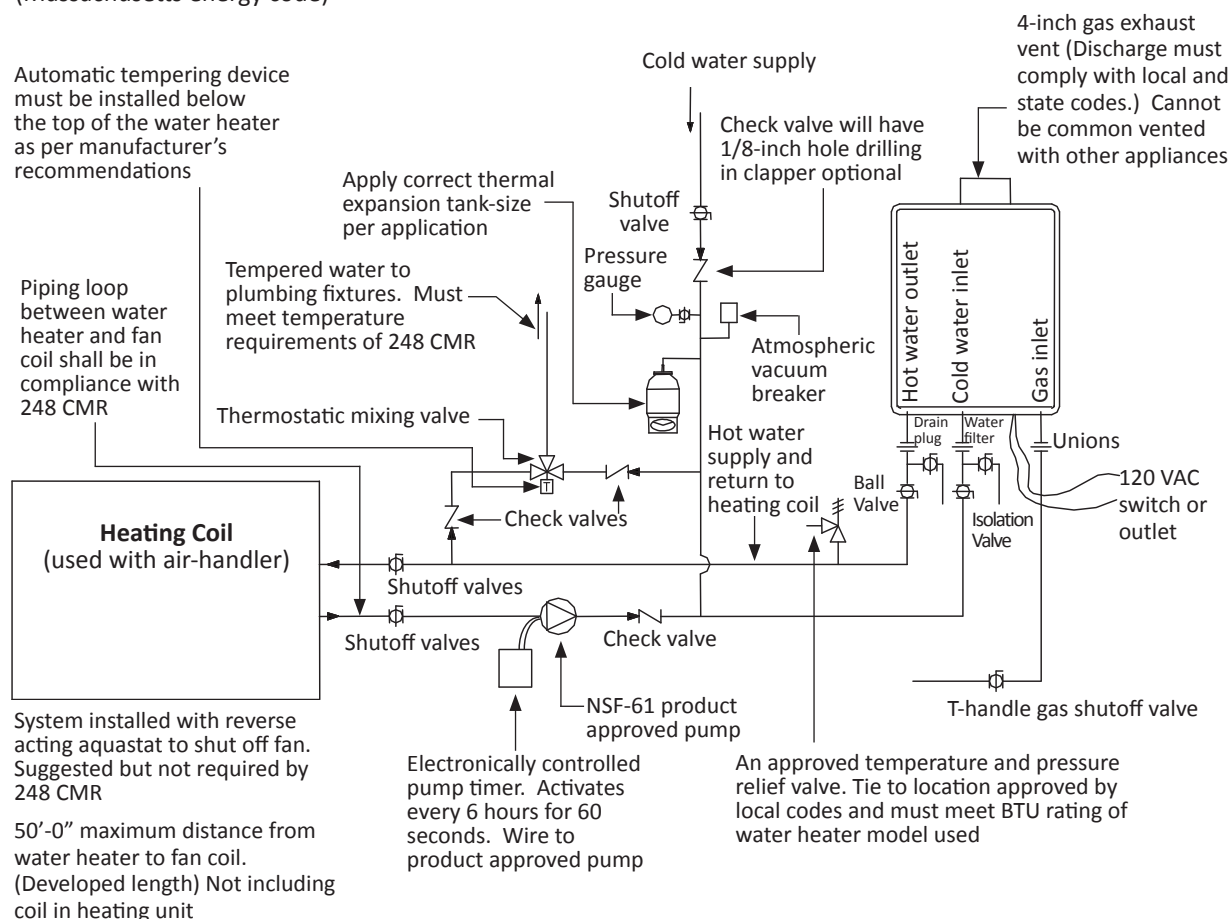 (Massachusetts energy code)
4-inch gas exhaust
vent (Discharge must
comply with local and
state codes.) Cannot
be common vented
with other appliances
Cold water supply
Automatic tempering device
must be installed below
the top of the water heater
as per manufacturer’s
recommendations
Check valve will have
1/8-inch hole drilling
in clapper optional
Apply correct thermal
expansion tank-size
per application
Shutoff
valve
Pressure
gauge
Tempered water to
plumbing fixtures. Must
meet temperature
requirements of 248 CMR
Piping loop
between water
heater and fan
coil shall be in
compliance with
248 CMR
Atmospheric
vacuum
breaker
Hot water outlet
Cold water inlet
Gas inlet
Thermostatic mixing valve
Drain
plug
Water
filter
Unions
Hot water
supply and
return to
heating coil
Ball
Valve
120 VAC
switch or
outlet
Isolation
Valve
T
Check valves
Heating Coil
(used with air-handler)
Shutoff valves
Shutoff valves
Check valve
NSF-61 product
approved pump
T-handle gas shutoff valve
System installed with reverse
acting aquastat to shut off fan.
Suggested but not required by
248 CMR
Electronically controlled
pump timer. Activates
every 6 hours for 60
seconds. Wire to
product approved pump
An approved temperature and pressure
relief valve. Tie to location approved by
local codes and must meet BTU rating of
water heater model used
50’-0” maximum distance from
water heater to fan coil.
(Developed length) Not including
coil in heating unit